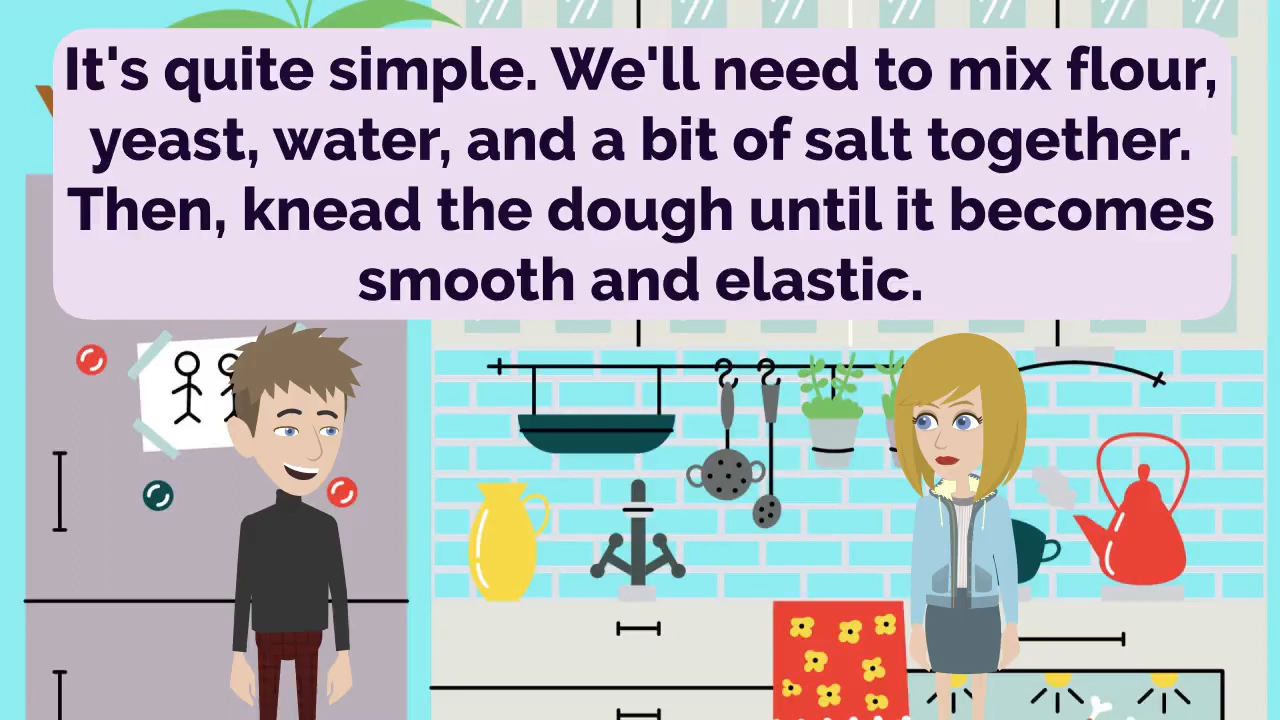 It's quite simple. We'll need to mix flour,
yeast, water, and a bit of salt together.
Then, knead the dough until it becomes
smooth and elastic.